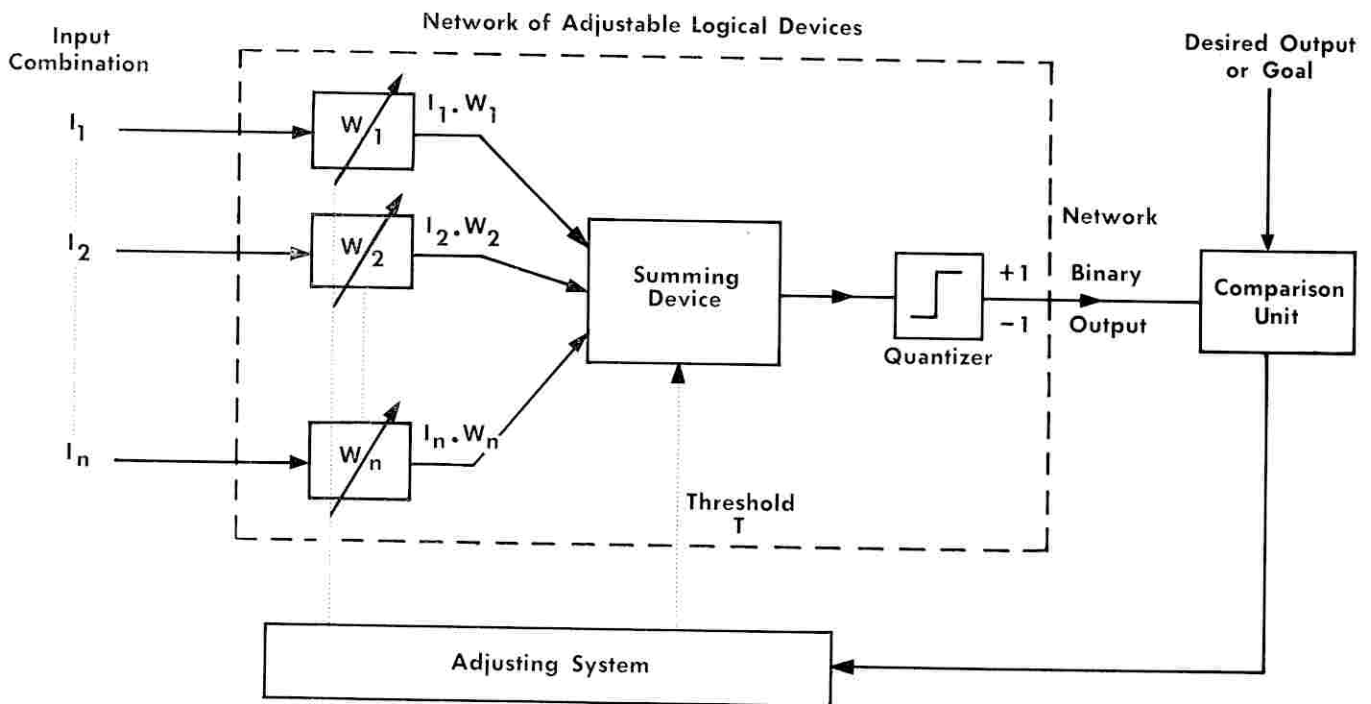 Network of Adjustable Logical Devices
Input
Combination
Desired Output
or Goal
I1
W1
I1.W1
I2
W2
I2.W2
Summing
Device
+1
-1
Quantizer
Network
Binary
Output
Comparison
Unit
In
Wn
In.Wn
Threshold
T
Adjusting System